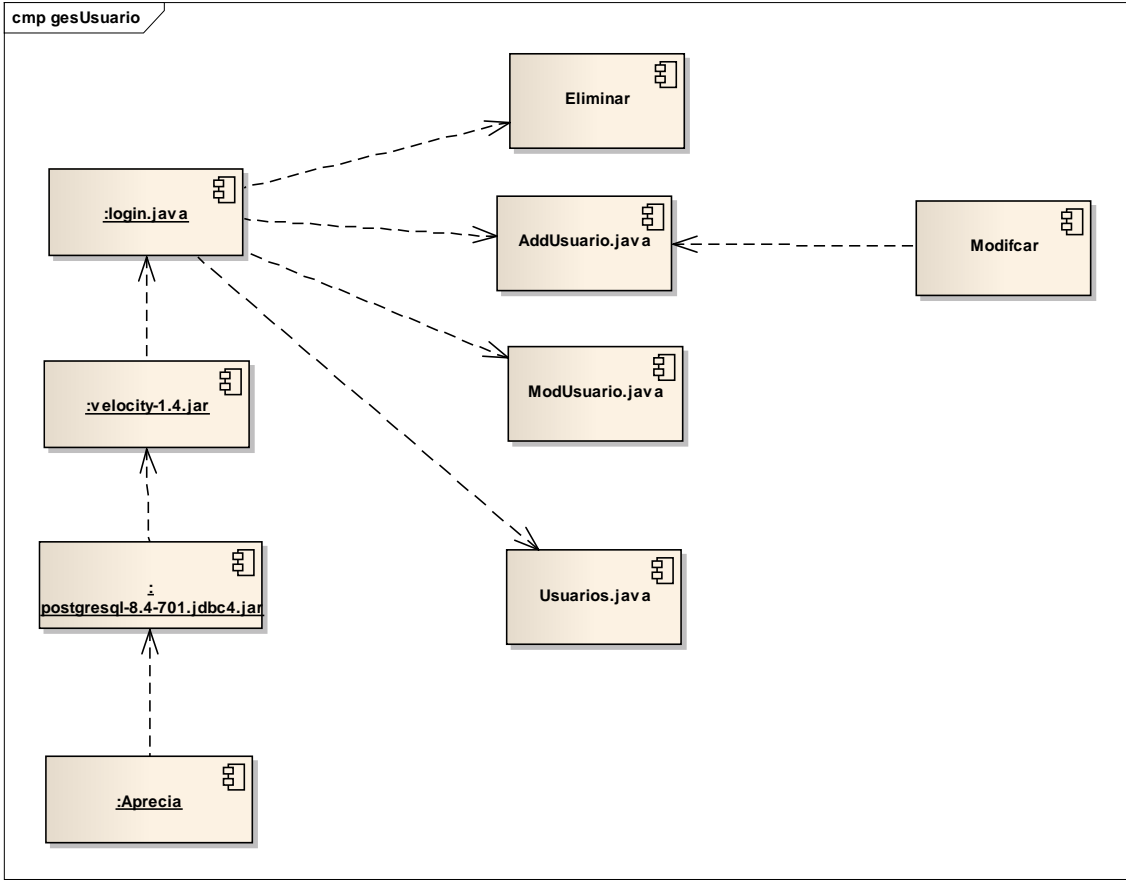 cmp gesUsuario
Eliminar
:login.java
AddUsuario.java
Modifcar
ModUsuario.java
:velocity-1.4.jar
:
postgresql-8.4-701.jdbc4.jar
Usuarios.java
:Aprecia